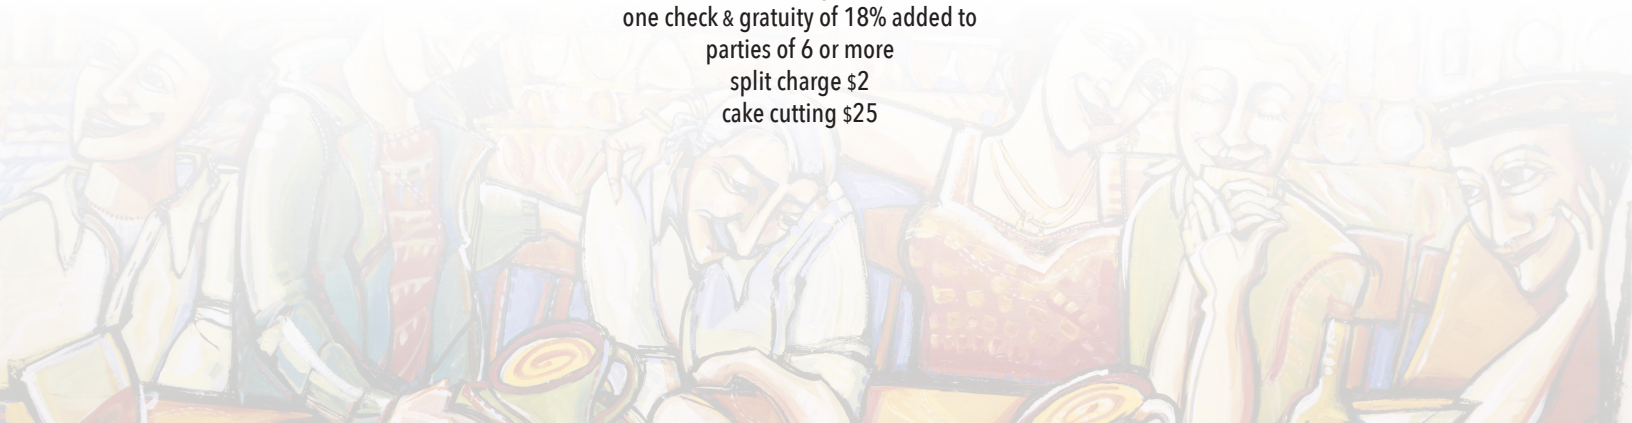 one check & gratuity of 18% added to
parties of 6 or more
split charge $2
cake cutting $25